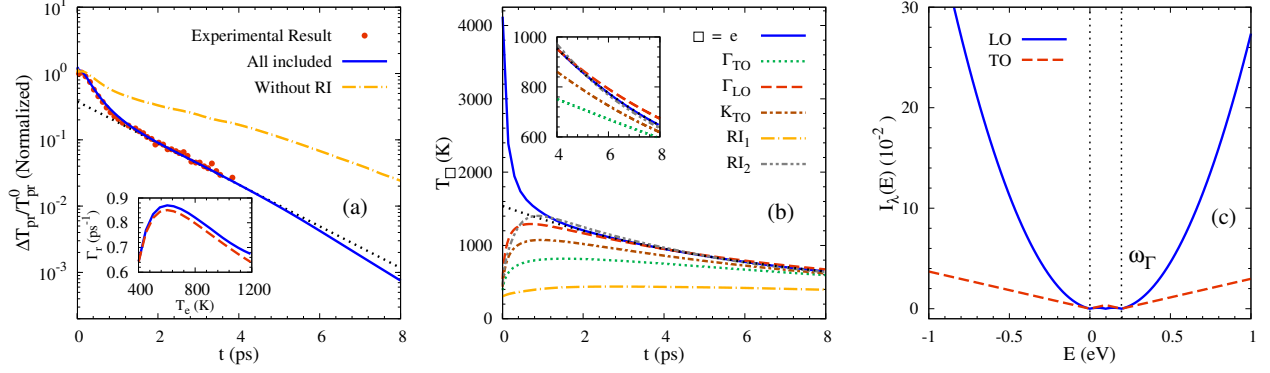 ΔT_pr/T_pr^0 (Normalized)
10^1
10^0
10^-1
10^-2
10^-3
Experimental Result
All included
Without RI
(a)
Γ_r (ps^-1)
0.9
0.8
0.7
0.6
400 800 1200
T_e (K)
0 2 4 6 8
t (ps)
T_□ (K)
4000
3200
2400
1600
800
0
1000
800
600
4 6 8
□ = e
Γ_TO
Γ_LO
K_TO
RI_1
RI_2
(b)
0 2 4 6 8
t (ps)
I_λ(E) (10^-2)
30
20
10
0
LO
TO
(c)
ω_Γ
-1 -0.5 0 0.5 1
E (eV)